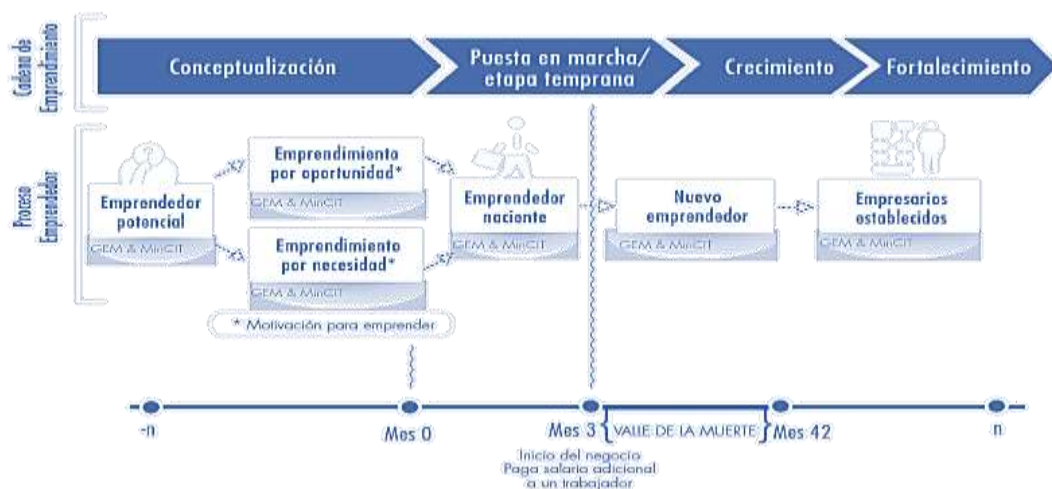 Cadena de
Emprendimiento
Conceptualización
Puesta en marcha/
etapa temprana
Crecimiento
Fortalecimiento
Proceso
Emprendedor
Emprendedor
potencial
GEM & MinCIT
Emprendimiento
por oportunidad*
GEM & MinCIT
Emprendimiento
por necesidad*
GEM & MinCIT
* Motivación para emprender
Emprendedor
naciente
GEM & MinCIT
Nuevo
emprendedor
GEM & MinCIT
Empresarios
establecidos
GEM & MinCIT
-n
Mes 0
Mes 3
VALLE DE LA MUERTE
Mes 42
n
Inicio del negocio
Paga salario adicional
a un trabajador